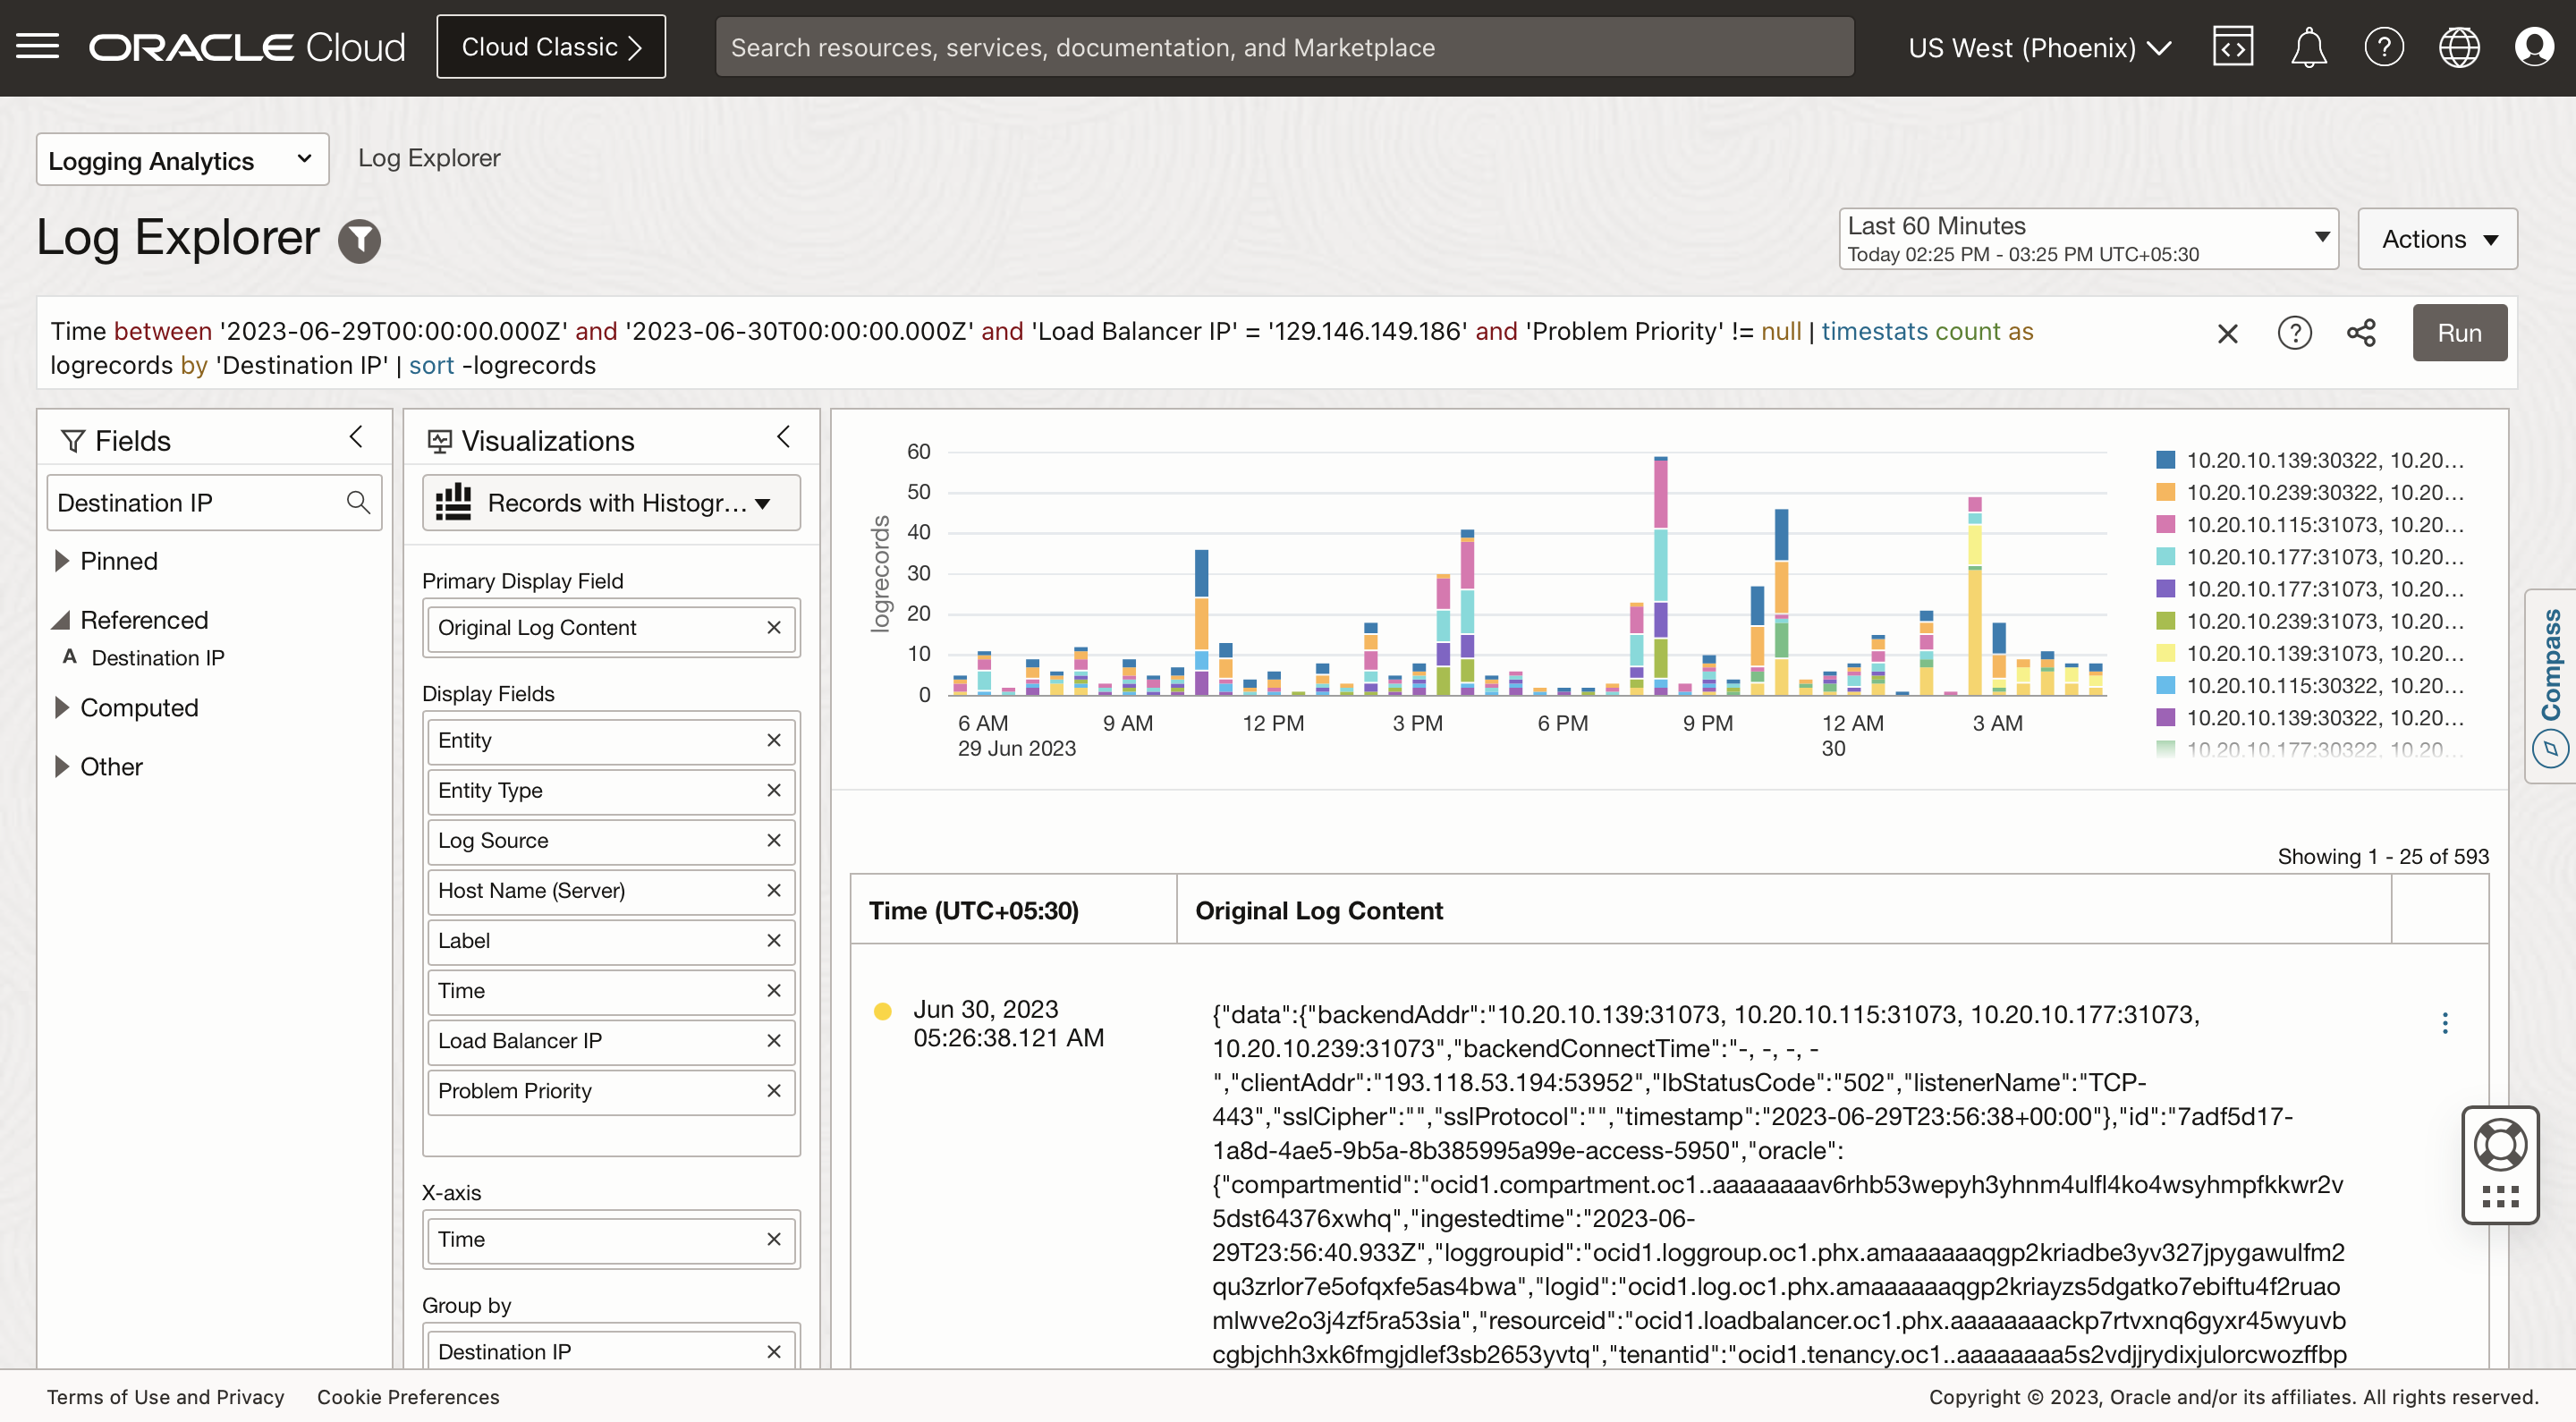 ORACLE Cloud
Cloud Classic
Search resources, services, documentation, and Marketplace
US West (Phoenix)
Logging Analytics
Log Explorer
Log Explorer
Last 60 Minutes
Today 02:25 PM - 03:25 PM UTC+05:30
Actions
Time between '2023-06-29T00:00:00.000Z' and '2023-06-30T00:00:00.000Z' and 'Load Balancer IP' = '129.146.149.186' and 'Problem Priority' != null | timestats count as
logrecords by 'Destination IP' | sort -logrecords
Run
Fields
Destination IP
Pinned
Referenced
A Destination IP
Computed
Other
Visualizations
Records with Histogr...
Primary Display Field
Original Log Content
Display Fields
Entity
Entity Type
Log Source
Host Name (Server)
Label
Time
Load Balancer IP
Problem Priority
X-axis
Time
Group by
Destination IP
logrecords
60
50
40
30
20
10
0
6 AM 9 AM 12 PM 3 PM 6 PM 9 PM 12 AM 3 AM
29 Jun 2023 30
10.20.10.139:30322, 10.20...
10.20.10.239:30322, 10.20...
10.20.10.115:31073, 10.20...
10.20.10.177:31073, 10.20...
10.20.10.177:31073, 10.20...
10.20.10.239:31073, 10.20...
10.20.10.139:31073, 10.20...
10.20.10.115:30322, 10.20...
10.20.10.139:30322, 10.20...
10.20.10.177:30322, 10.20...
Compass
Showing 1 - 25 of 593
Time (UTC+05:30)
Original Log Content
Jun 30, 2023
05:26:38.121 AM
{"data":{"backendAddr":"10.20.10.139:31073, 10.20.10.115:31073, 10.20.10.177:31073,
10.20.10.239:31073","backendConnectTime":"-, -, -, -
","clientAddr":"193.118.53.194:53952","lbStatusCode":"502","listenerName":"TCP-
443","sslCipher":"","sslProtocol":"","timestamp":"2023-06-29T23:56:38+00:00"},"id":"7adf5d17-
1a8d-4ae5-9b5a-8b385995a99e-access-5950","oracle":
{"compartmentid":"ocid1.compartment.oc1..aaaaaaaav6rhb53wepyh3yhnm4ulfl4ko4wsyhmpfkkwr2v
5dst64376xwhq","ingestedtime":"2023-06-
29T23:56:40.933Z","loggroupid":"ocid1.loggroup.oc1.phx.amaaaaaaqgp2kriadbe3yv327jpygawulfm2
qu3zrlor7e5ofqxfe5as4bwa","logid":"ocid1.log.oc1.phx.amaaaaaaqgp2kriayzs5dgatko7ebiftu4f2ruao
mlwve2o3j4zf5ra53sia","resourceid":"ocid1.loadbalancer.oc1.phx.aaaaaaaackp7rtvxnq6gyxr45wyuvb
cgbjchh3xk6fmgjdlef3sb2653yvtq","tenantid":"ocid1.tenancy.oc1..aaaaaaaa5s2vdjjrydixjulorcwozffbp
Terms of Use and Privacy
Cookie Preferences
Copyright © 2023, Oracle and/or its affiliates. All rights reserved.